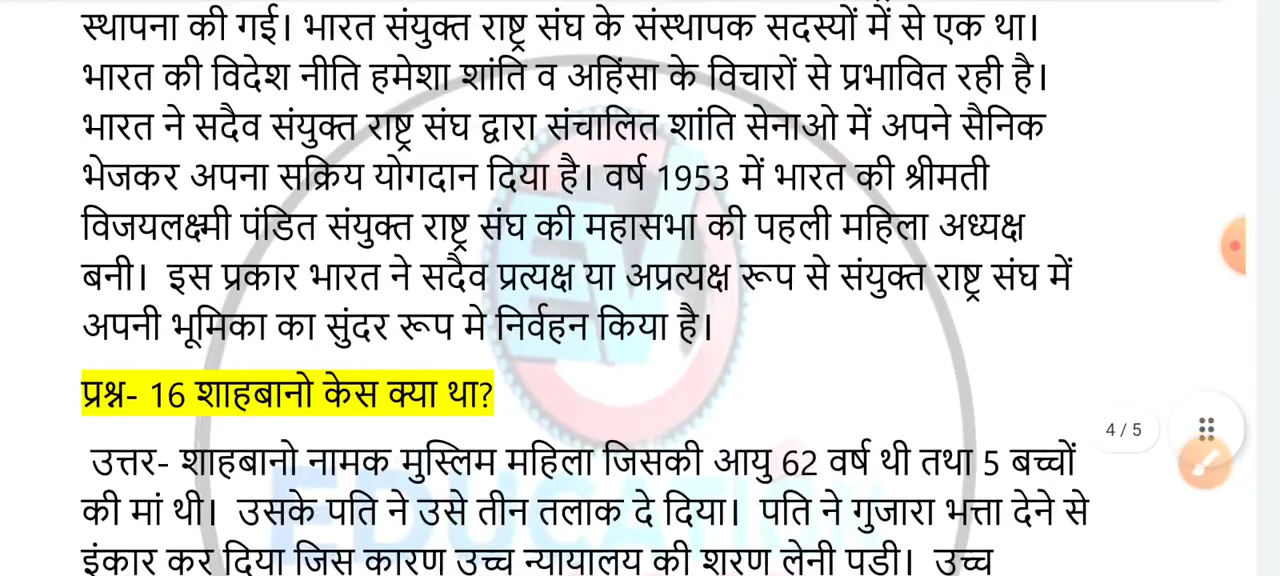 स्थापना की गई। भारत संयुक्त राष्ट्र संघ के संस्थापक सदस्यों में से एक था।
भारत की विदेश नीति हमेशा शांति व अहिंसा के विचारों से प्रभावित रही है।
भारत ने सदैव संयुक्त राष्ट्र संघ द्वारा संचालित शांति सेनाओ में अपने सैनिक
भेजकर अपना सक्रिय योगदान दिया है। वर्ष 1953 में भारत की श्रीमती
विजयलक्ष्मी पंडित संयुक्त राष्ट्र संघ की महासभा की पहली महिला अध्यक्ष
बनी। इस प्रकार भारत ने सदैव प्रत्यक्ष या अप्रत्यक्ष रूप से संयुक्त राष्ट्र संघ में
अपनी भूमिका का सुंदर रूप मे निर्वहन किया है।
प्रश्न- 16 शाहबानो केस क्या था?
4 / 5
उत्तर- शाहबानो नामक मुस्लिम महिला जिसकी आयु 62 वर्ष थी तथा 5 बच्चों
की मां थी। उसके पति ने उसे तीन तलाक दे दिया। पति ने गुजारा भत्ता देने से
इंकार कर दिया जिस कारण उच्च न्यायालय की शरण लेनी पडी। उच्च
EV
EDUCATION